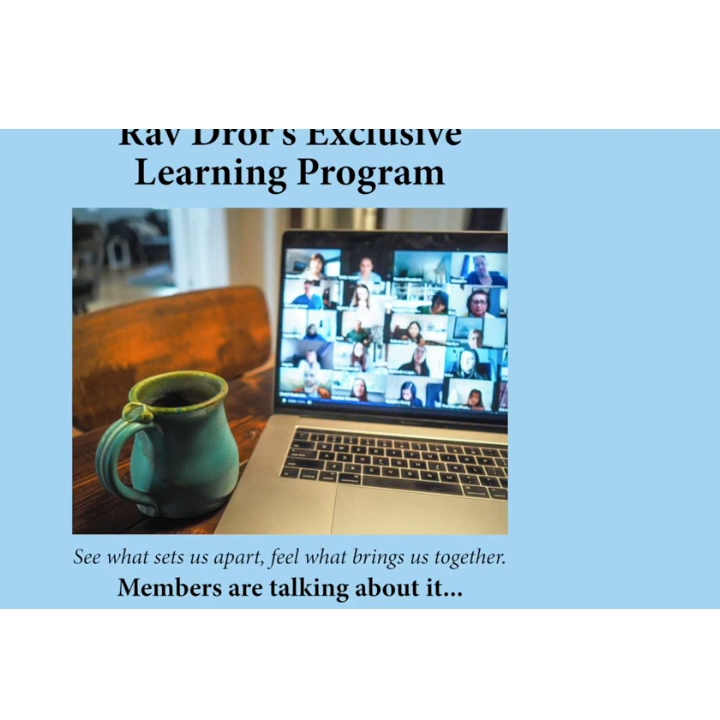 Rav Dror's Exclusive
Learning Program
See what sets us apart, feel what brings us together.
Members are talking about it...